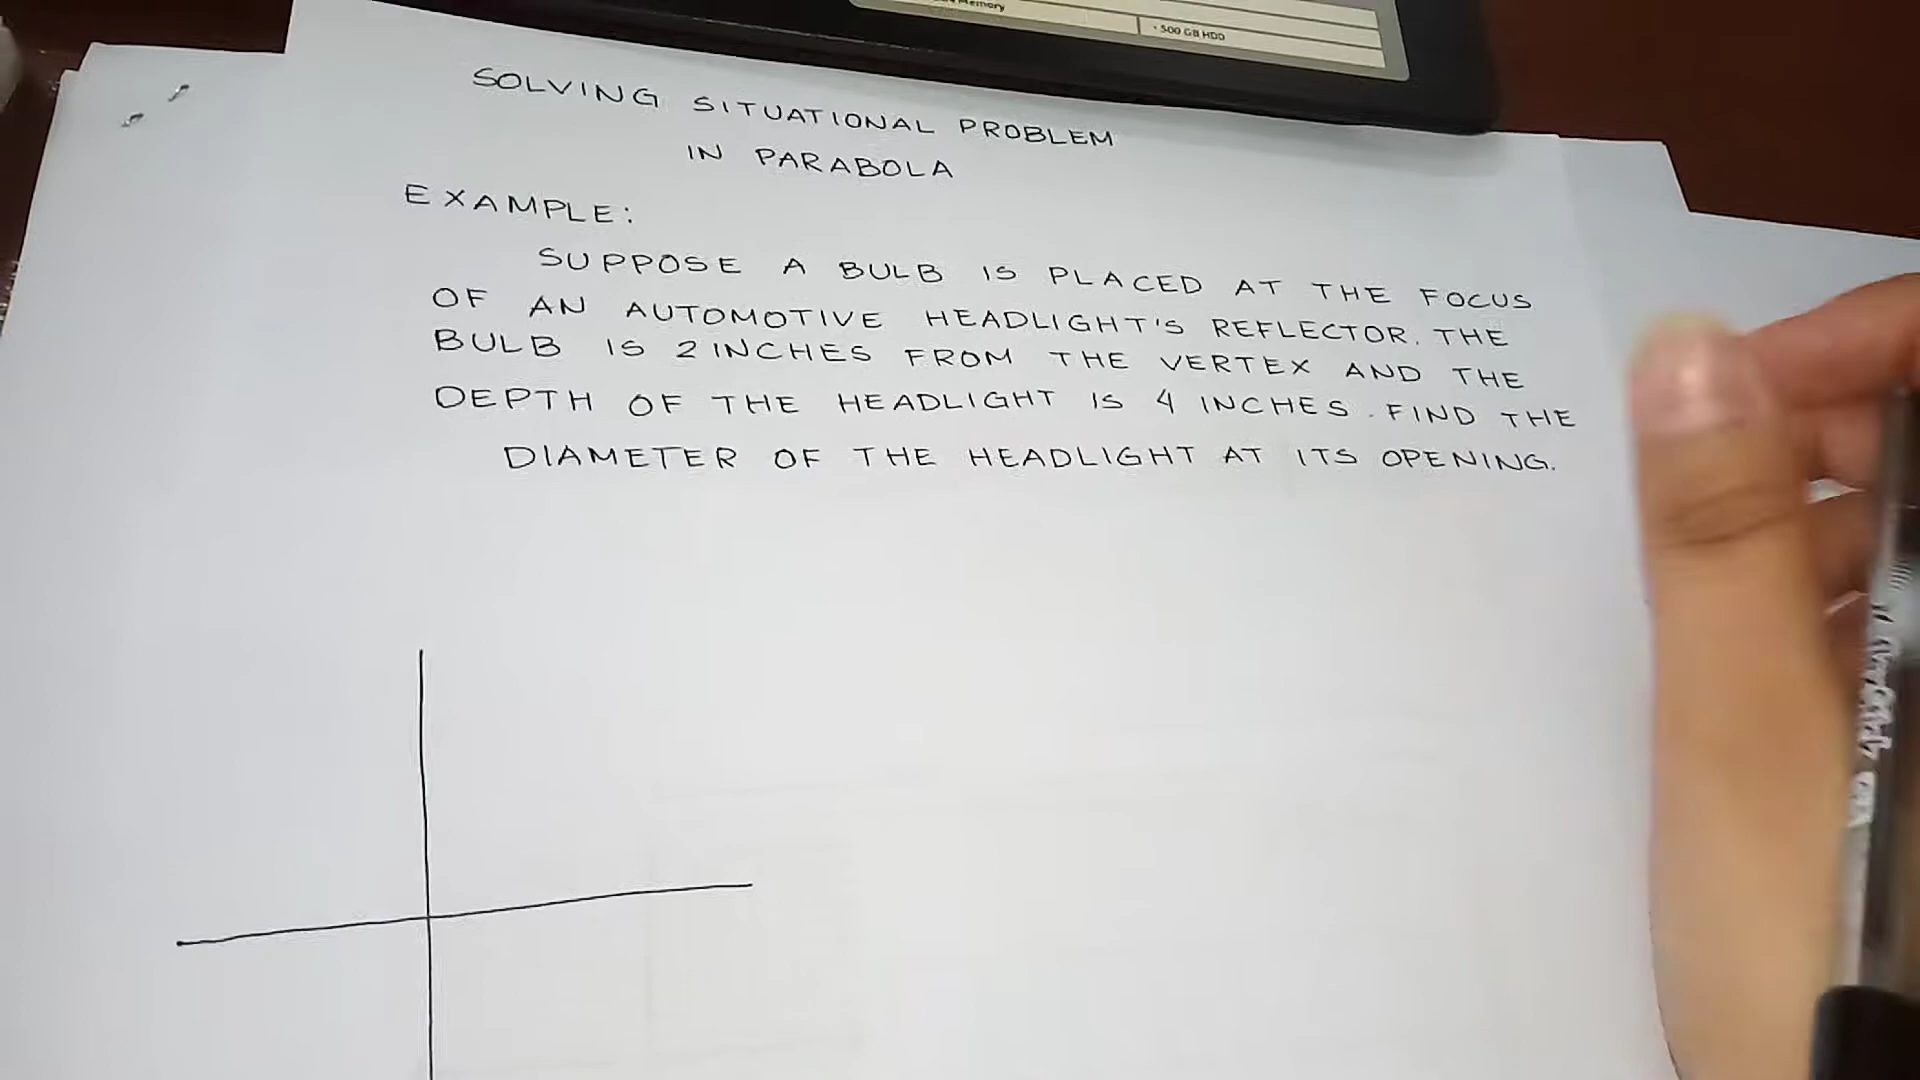 Memory
• 500 GB HDD
SOLVING SITUATIONAL PROBLEM
IN PARABOLA
EXAMPLE:
SUPPOSE A BULB IS PLACED AT THE FOCUS
OF AN AUTOMOTIVE HEADLIGHT'S REFLECTOR. THE
BULB IS 2 INCHES FROM THE VERTEX AND THE
DEPTH OF THE HEADLIGHT IS 4 INCHES. FIND THE
DIAMETER OF THE HEADLIGHT AT ITS OPENING.